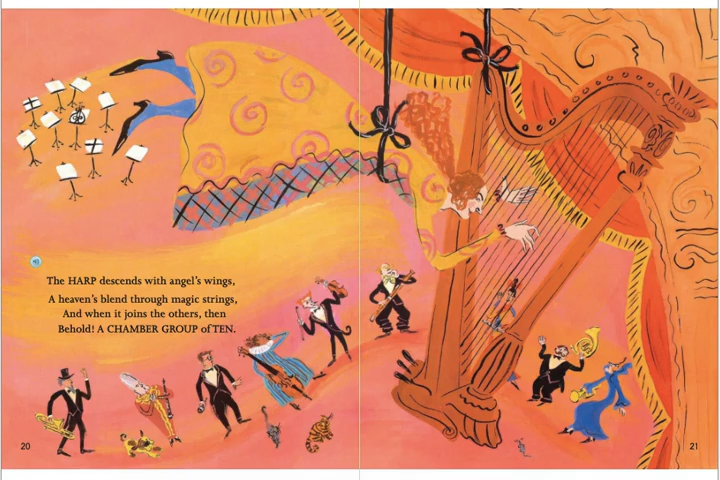 The HARP descends with angel's wings,
A heaven's blend through magic strings,
And when it joins the others, then
Behold! A CHAMBER GROUP of TEN.
20
21